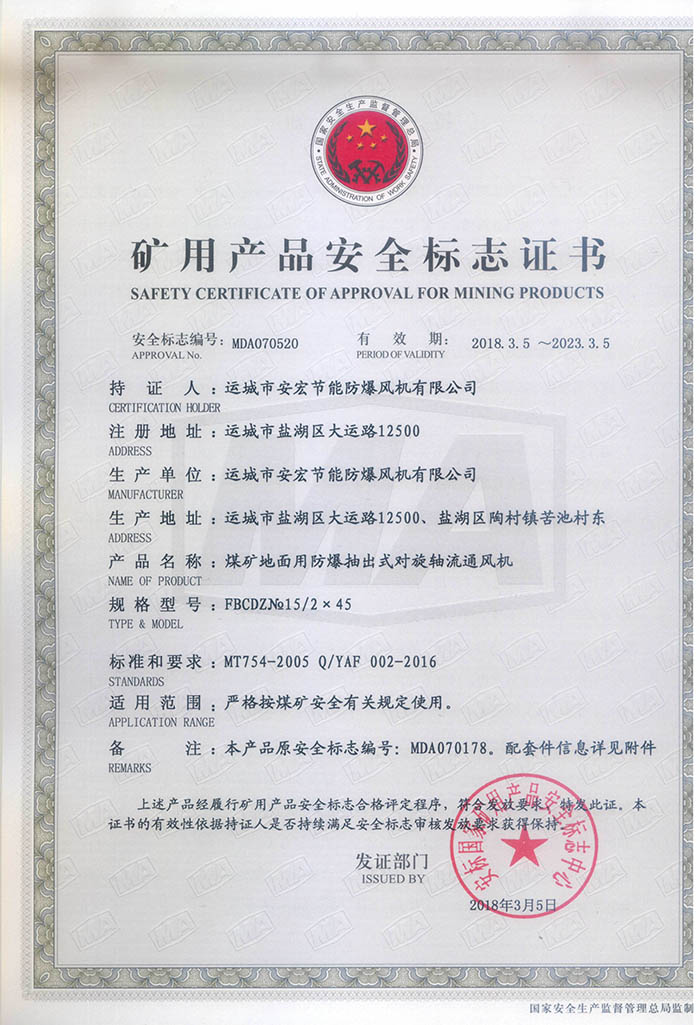 国家安全生产监督管理总局
STATE ADMINISTRATION OF WORK SAFETY
矿用产品安全标志证书
SAFETY CERTIFICATE OF APPROVAL FOR MINING PRODUCTS
安全标志编号: MDA070520 有效期: 2018.3.5 ～2023.3.5
APPROVAL No. PERIOD OF VALIDITY
持证人：运城市安宏节能防爆风机有限公司
CERTIFICATION HOLDER
注册地址：运城市盐湖区大运路12500
ADDRESS
生产单位：运城市安宏节能防爆风机有限公司
MANUFACTURER
生产地址：运城市盐湖区大运路12500、盐湖区陶村镇苦池村东
ADDRESS
产品名称：煤矿地面用防爆抽出式对旋轴流通风机
NAME OF PRODUCT
规格型号：FBCDZ№15/2×45
TYPE & MODEL
标准和要求：MT754-2005 Q/YAF 002-2016
STANDARDS
适用范围：严格按煤矿安全有关规定使用。
APPLICATION RANGE
备注：本产品原安全标志编号：MDA070178。配套件信息详见附件
REMARKS
上述产品经履行矿用产品安全标志合格评定程序，符合发放要求，特发此证。本
证书的有效性依据持证人是否持续满足安全标志审核发放要求获得保持。
发证部门
ISSUED BY
安标国家矿用产品安全标志中心
2018年3月5日
国家安全生产监督管理总局监制
MA